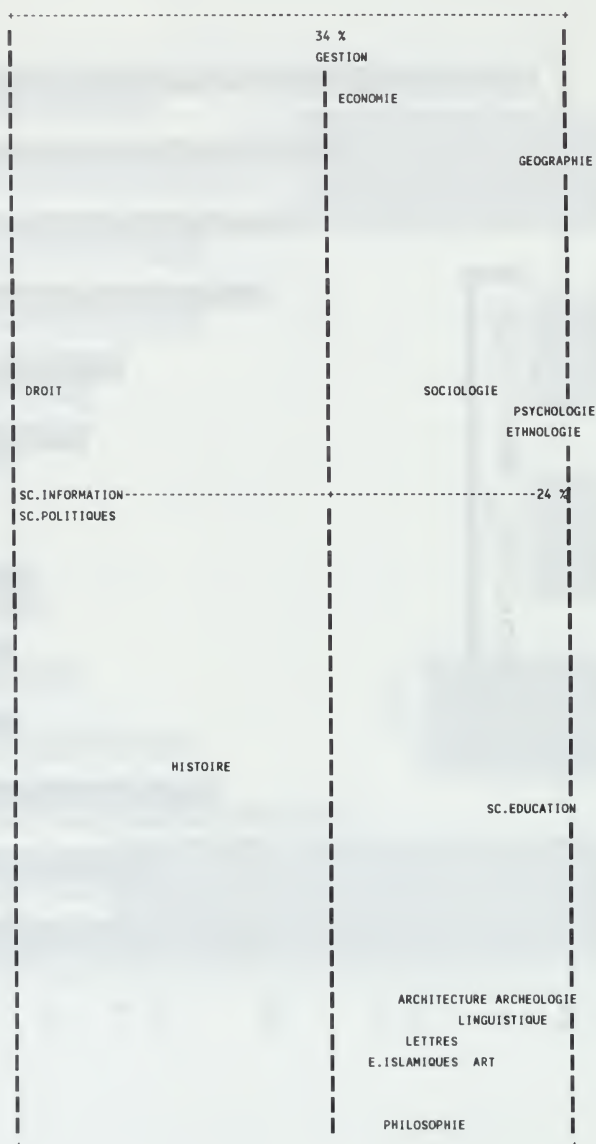 34 %
GESTION
ECONOMIE
GEOGRAPHIE
DROIT
SOCIOLOGIE
PSYCHOLOGIE
ETHNOLOGIE
SC.INFORMATION
24 %
SC.POLITIQUES
HISTOIRE
SC.EDUCATION
ARCHITECTURE ARCHEOLOGIE
LINGUISTIQUE
LETTRES
E.ISLAMIQUES ART
PHILOSOPHIE